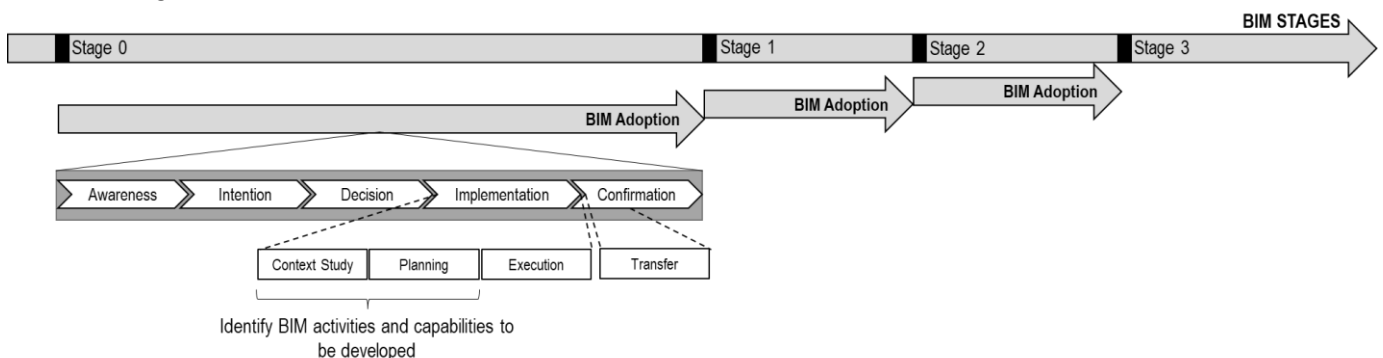 BIM STAGES
Stage 0
Stage 1
Stage 2
Stage 3
BIM Adoption
BIM Adoption
BIM Adoption
Awareness
Intention
Decision
Implementation
Confirmation
Context Study
Planning
Execution
Transfer
Identify BIM activities and capabilities to
be developed